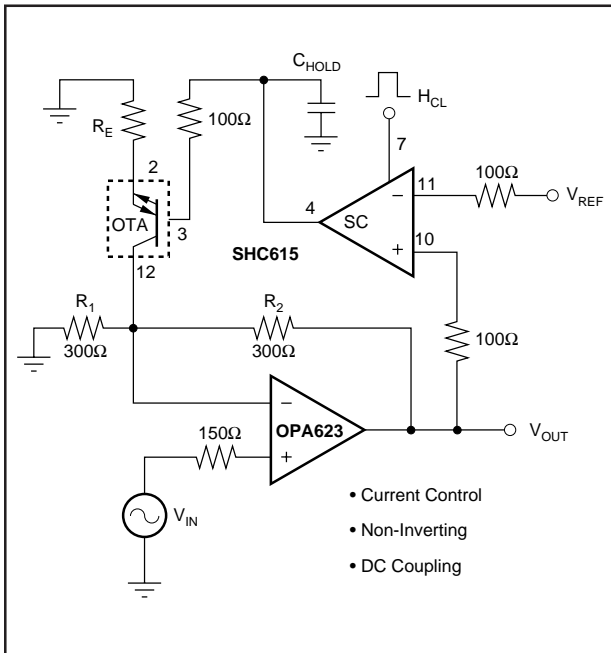 C_HOLD
H_CL
100Ω
R_E
7
2
11
100Ω
V_REF
−
OTA
3
4
SC
10
+
SHC615
12
R_1
R_2
300Ω
300Ω
100Ω
−
OPA623
V_OUT
150Ω
+
• Current Control
V_IN
• Non-Inverting
• DC Coupling